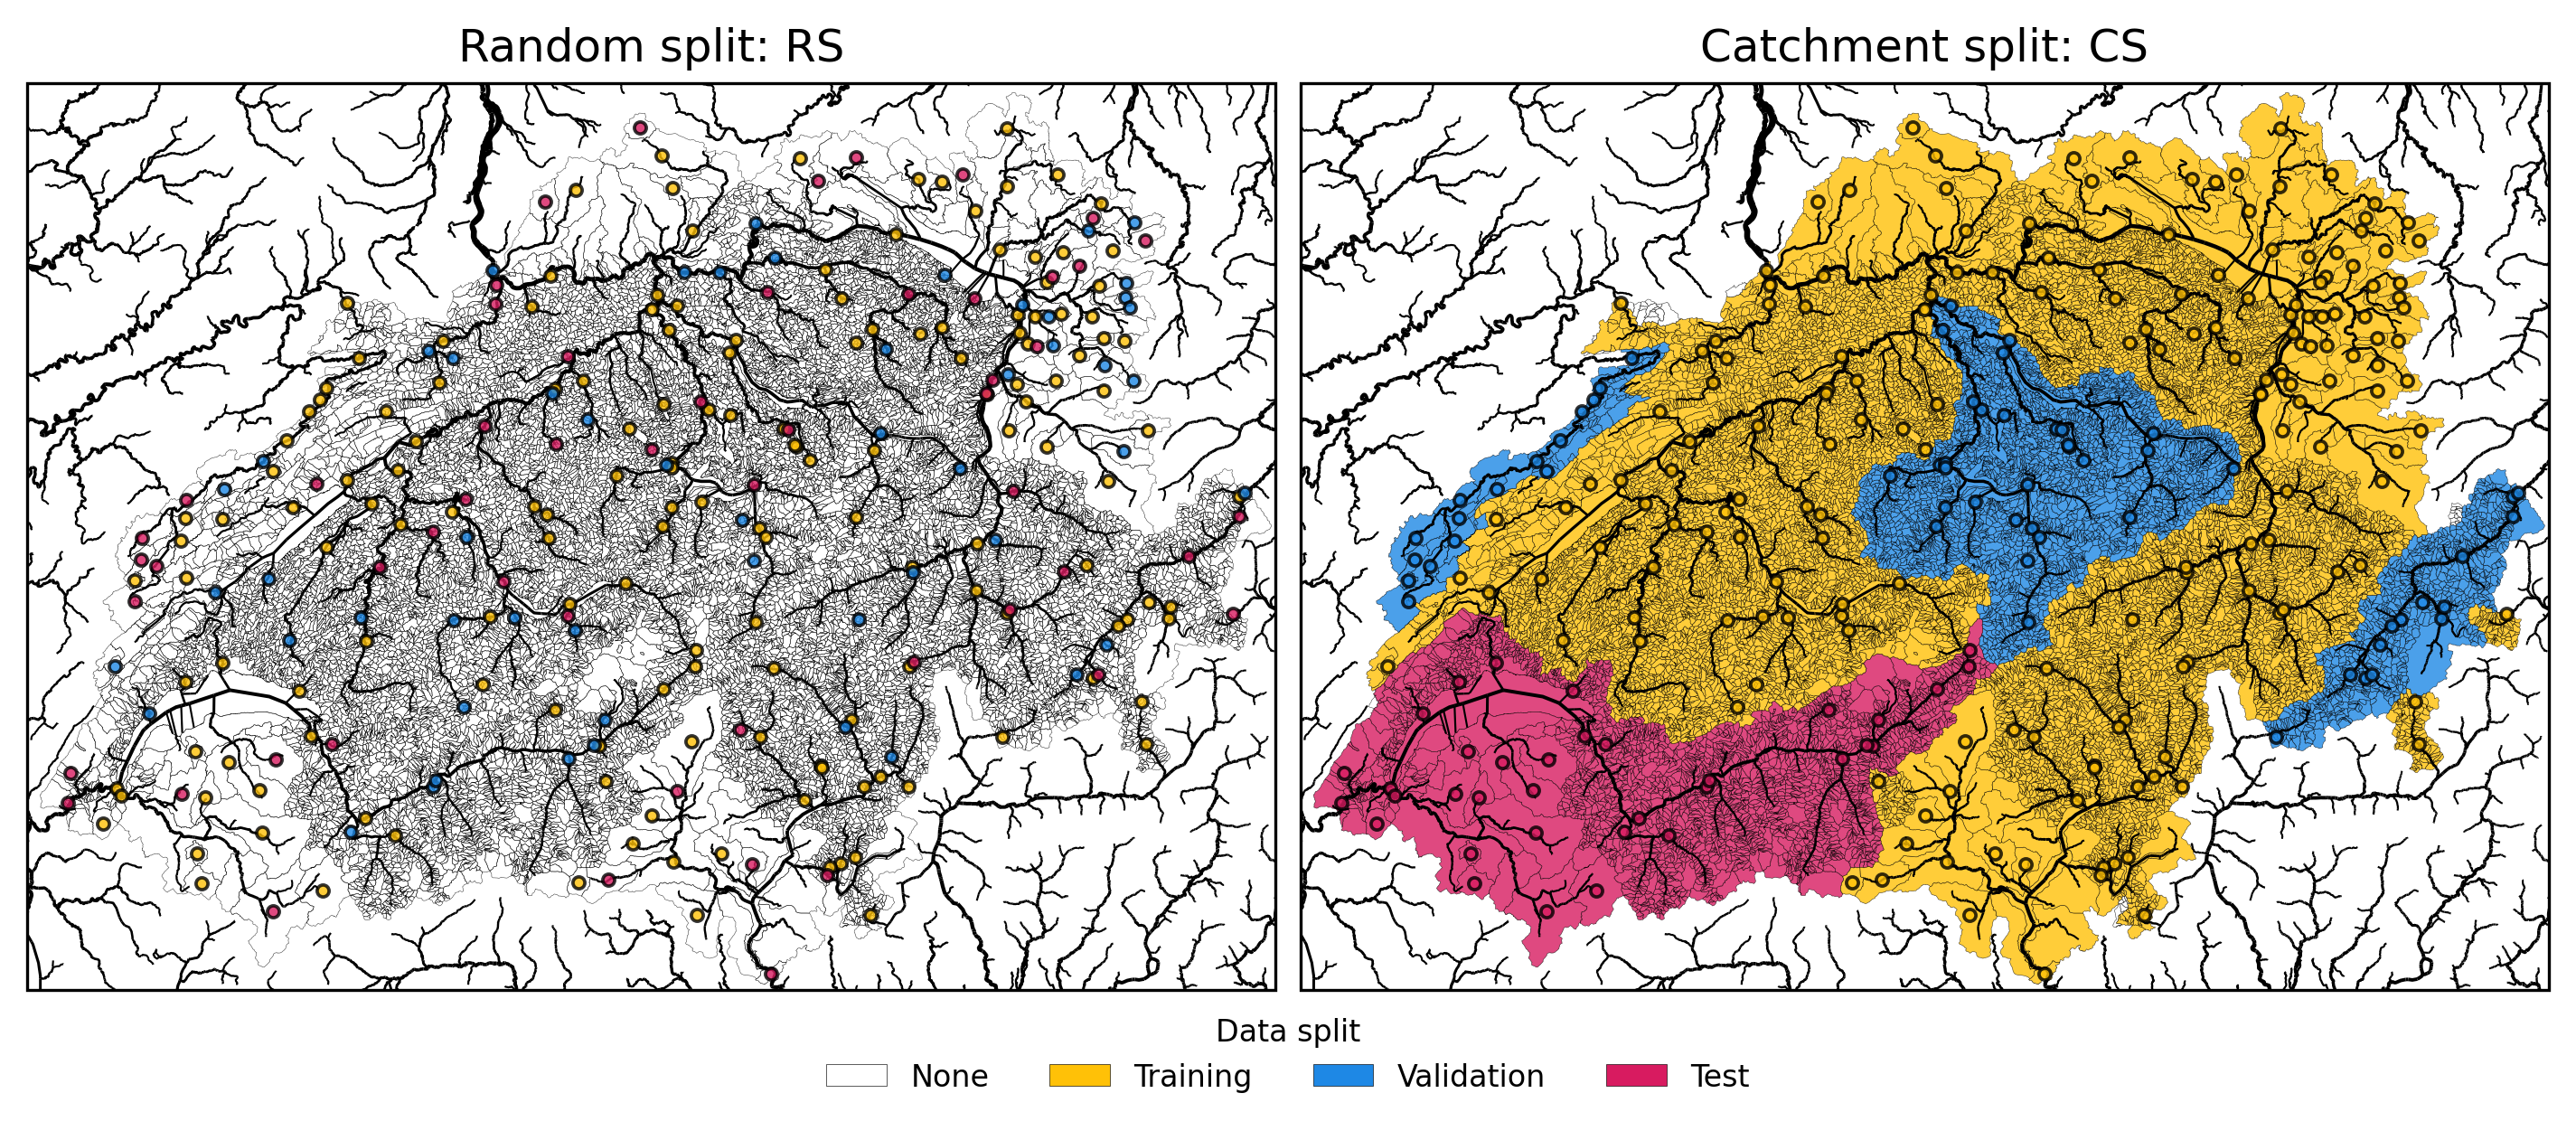 Random split: RS
Catchment split: CS
Data split
None
Training
Validation
Test